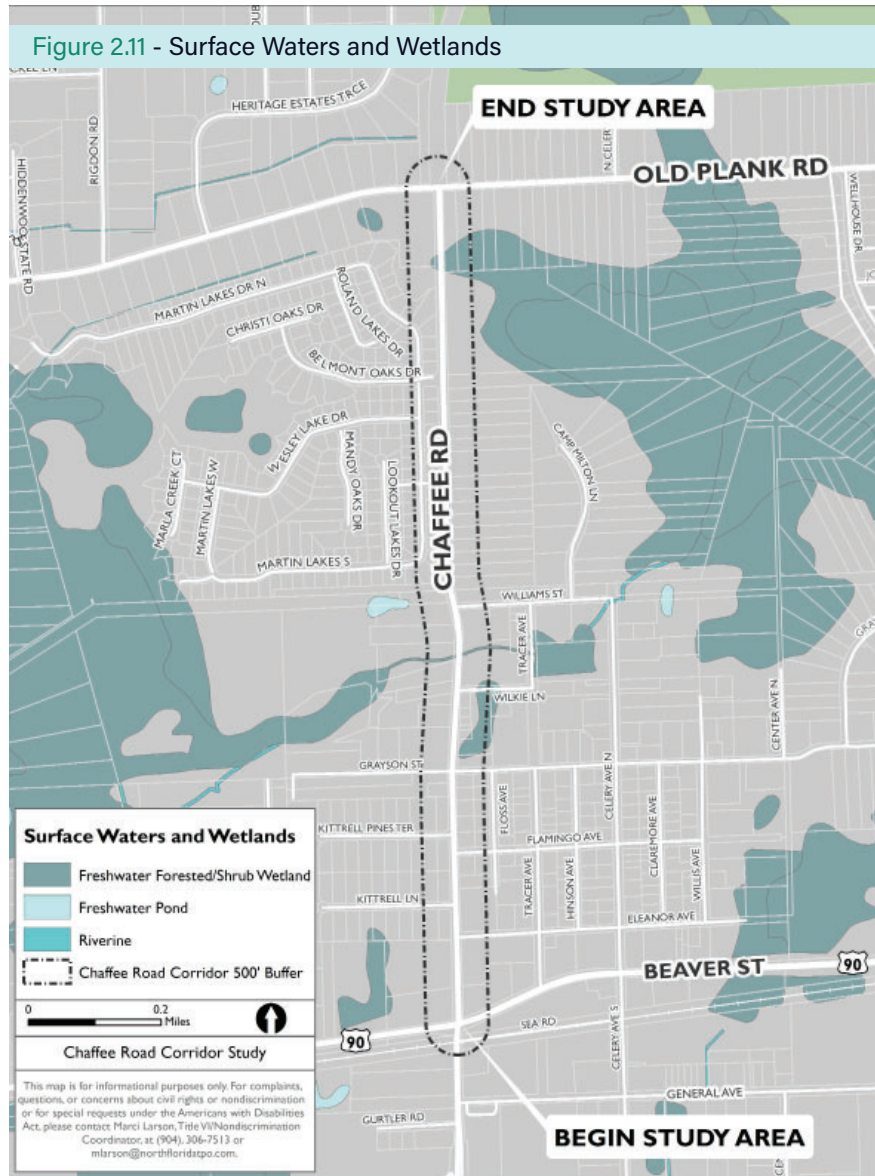 Figure 2.11 - Surface Waters and Wetlands
HERITAGE ESTATES TRCE
RIGDON RD
HIDDENWOOD STATE RD
END STUDY AREA
N CELER
OLD PLANK RD
WELLHOUSE DR
MARTIN LAKES DR N
ROLAND LAKES DR
CHRISTI OAKS DR
BELMONT OAKS DR
WESLEY LAKE DR
MANDY OAKS DR
LOOKOUT LAKES DR
MARLA CREEK CT
MARTIN LAKES W
MARTIN LAKES S
CHAFFEE RD
CAMP MILTON LN
WILLIAMS ST
TRACER AVE
WILKIE LN
CELERY AVE N
CENTER AVE N
GRAYSON ST
KITTRELL PINES TER
FLOSS AVE
FLAMINGO AVE
CLAREMORE AVE
WILLIS AVE
TRACER AVE
HINSON AVE
KITTRELL LN
ELEANOR AVE
BEAVER ST
90
SEA RD
90
CELERY AVE S
GENERAL AVE
GURTLER RD
BEGIN STUDY AREA
Surface Waters and Wetlands
Freshwater Forested/Shrub Wetland
Freshwater Pond
Riverine
Chaffee Road Corridor 500' Buffer
0 0.2
Miles
Chaffee Road Corridor Study
This map is for informational purposes only. For complaints,
questions, or concerns about civil rights or nondiscrimination
or for special requests under the Americans with Disabilities
Act, please contact Marci Larson, Title VI/Nondiscrimination
Coordinator, at (904). 306-7513 or
mlarson@northfloridatpo.com.